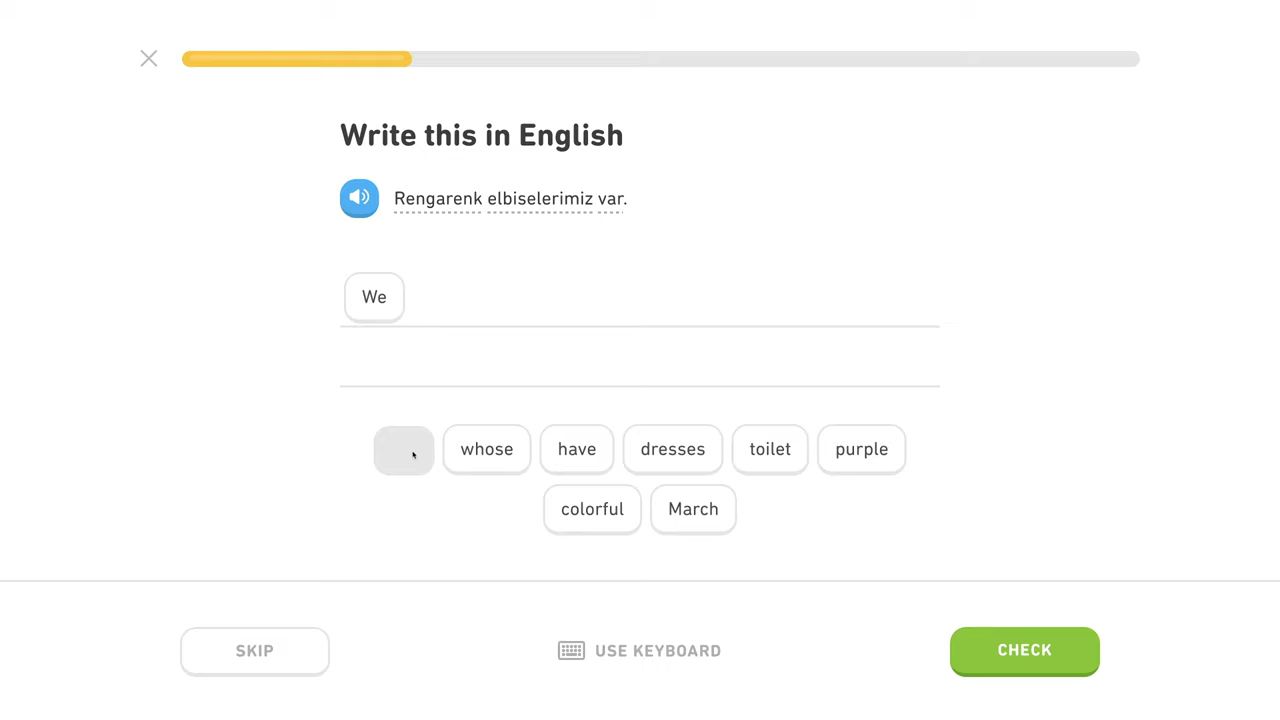 Write this in English
Rengarenk elbiselerimiz var.
We
whose have dresses toilet purple
colorful March
SKIP USE KEYBOARD CHECK